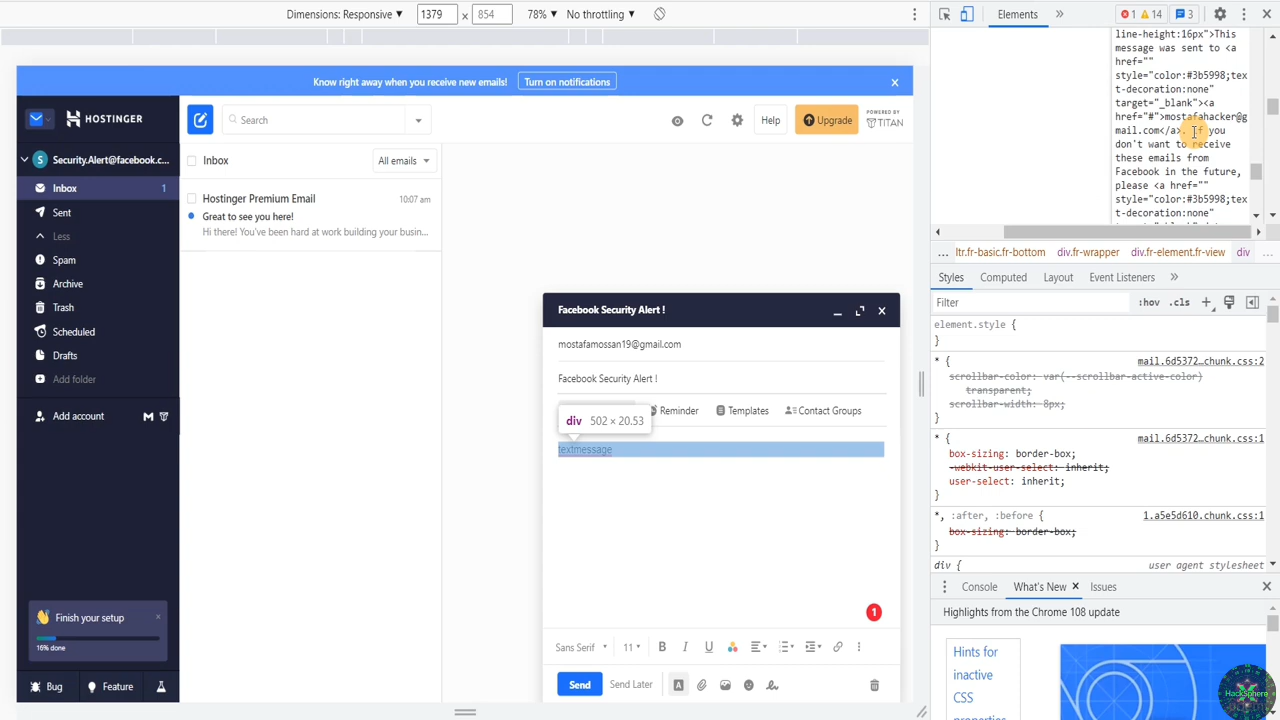 Dimensions: Responsive ▼ 1379 x 854 78% ▼ No throttling ▼
Elements » 1 14 3
Know right away when you receive new emails! Turn on notifications
HOSTINGER
Search
Help
Upgrade
POWERED BY
TITAN
Security.Alert@facebook.c...
Inbox 1
Sent
Less
Spam
Archive
Trash
Scheduled
Drafts
Add folder
Add account
Finish your setup
16% done
Bug Feature
Inbox
All emails
Hostinger Premium Email 10:07 am
Great to see you here!
Hi there! You've been hard at work building your busin...
Facebook Security Alert !
mostafamossan19@gmail.com
Facebook Security Alert !
Reminder Templates Contact Groups
div 502 × 20.53
textmessage
1
Sans Serif 11
B I U
Send Send Later
line-height:16px">This
message was sent to <a
href=""
style="color:#3b5998;tex
t-decoration:none"
target="_blank"><a
href="#">mostafahacker@g
mail.com</a>
you
don't want to receive
these emails from
Facebook in the future,
please <a href=""
style="color:#3b5998;tex
t-decoration:none"
... ltr.fr-basic.fr-bottom div.fr-wrapper div.fr-element.fr-view div ...
Styles Computed Layout Event Listeners »
Filter :hov .cls +
element.style {
}
* { mail.6d5372…chunk.css:2
scrollbar-color: var(--scrollbar-active-color)
transparent;
scrollbar-width: 8px;
}
* { mail.6d5372…chunk.css:1
box-sizing: border-box;
-webkit-user-select: inherit;
user-select: inherit;
}
*, :after, :before { 1.a5e5d610.chunk.css:1
box-sizing: border-box;
}
div { user agent stylesheet
Console What's New × Issues
Highlights from the Chrome 108 update
Hints for
inactive
CSS
properties
HackSphere